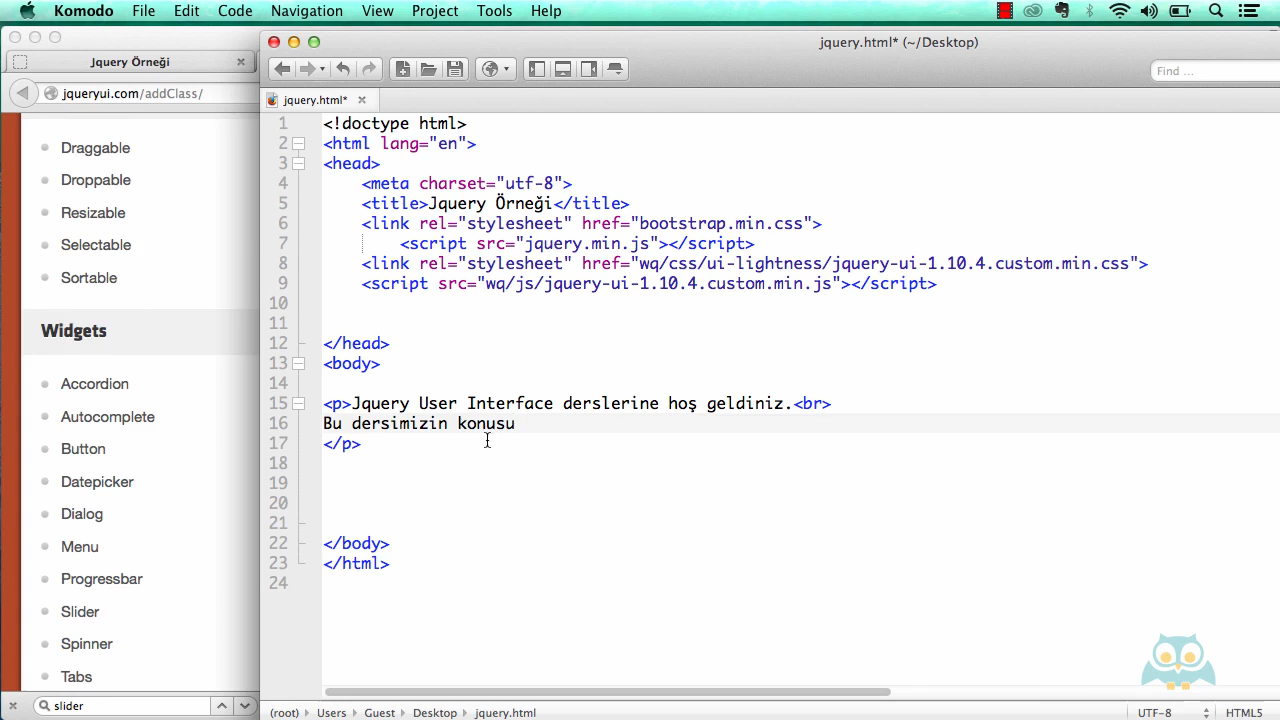 Komodo File Edit Code Navigation View Project Tools Help
jquery.html* (~/Desktop)
Jquery Örneği
jqueryui.com/addClass/
Find ...
jquery.html*
Draggable
Droppable
Resizable
Selectable
Sortable
Widgets
Accordion
Autocomplete
Button
Datepicker
Dialog
Menu
Progressbar
Slider
Spinner
Tabs
slider
1 <!doctype html>
2 <html lang="en">
3 <head>
4 <meta charset="utf-8">
5 <title>Jquery Örneği</title>
6 <link rel="stylesheet" href="bootstrap.min.css">
7 <script src="jquery.min.js"></script>
8 <link rel="stylesheet" href="wq/css/ui-lightness/jquery-ui-1.10.4.custom.min.css">
9 <script src="wq/js/jquery-ui-1.10.4.custom.min.js"></script>
10
11
12 </head>
13 <body>
14
15 <p>Jquery User Interface derslerine hoş geldiniz.<br>
16 Bu dersimizin konusu
17 </p>
18
19
20
21
22 </body>
23 </html>
24
(root) Users Guest Desktop jquery.html UTF-8 HTML5